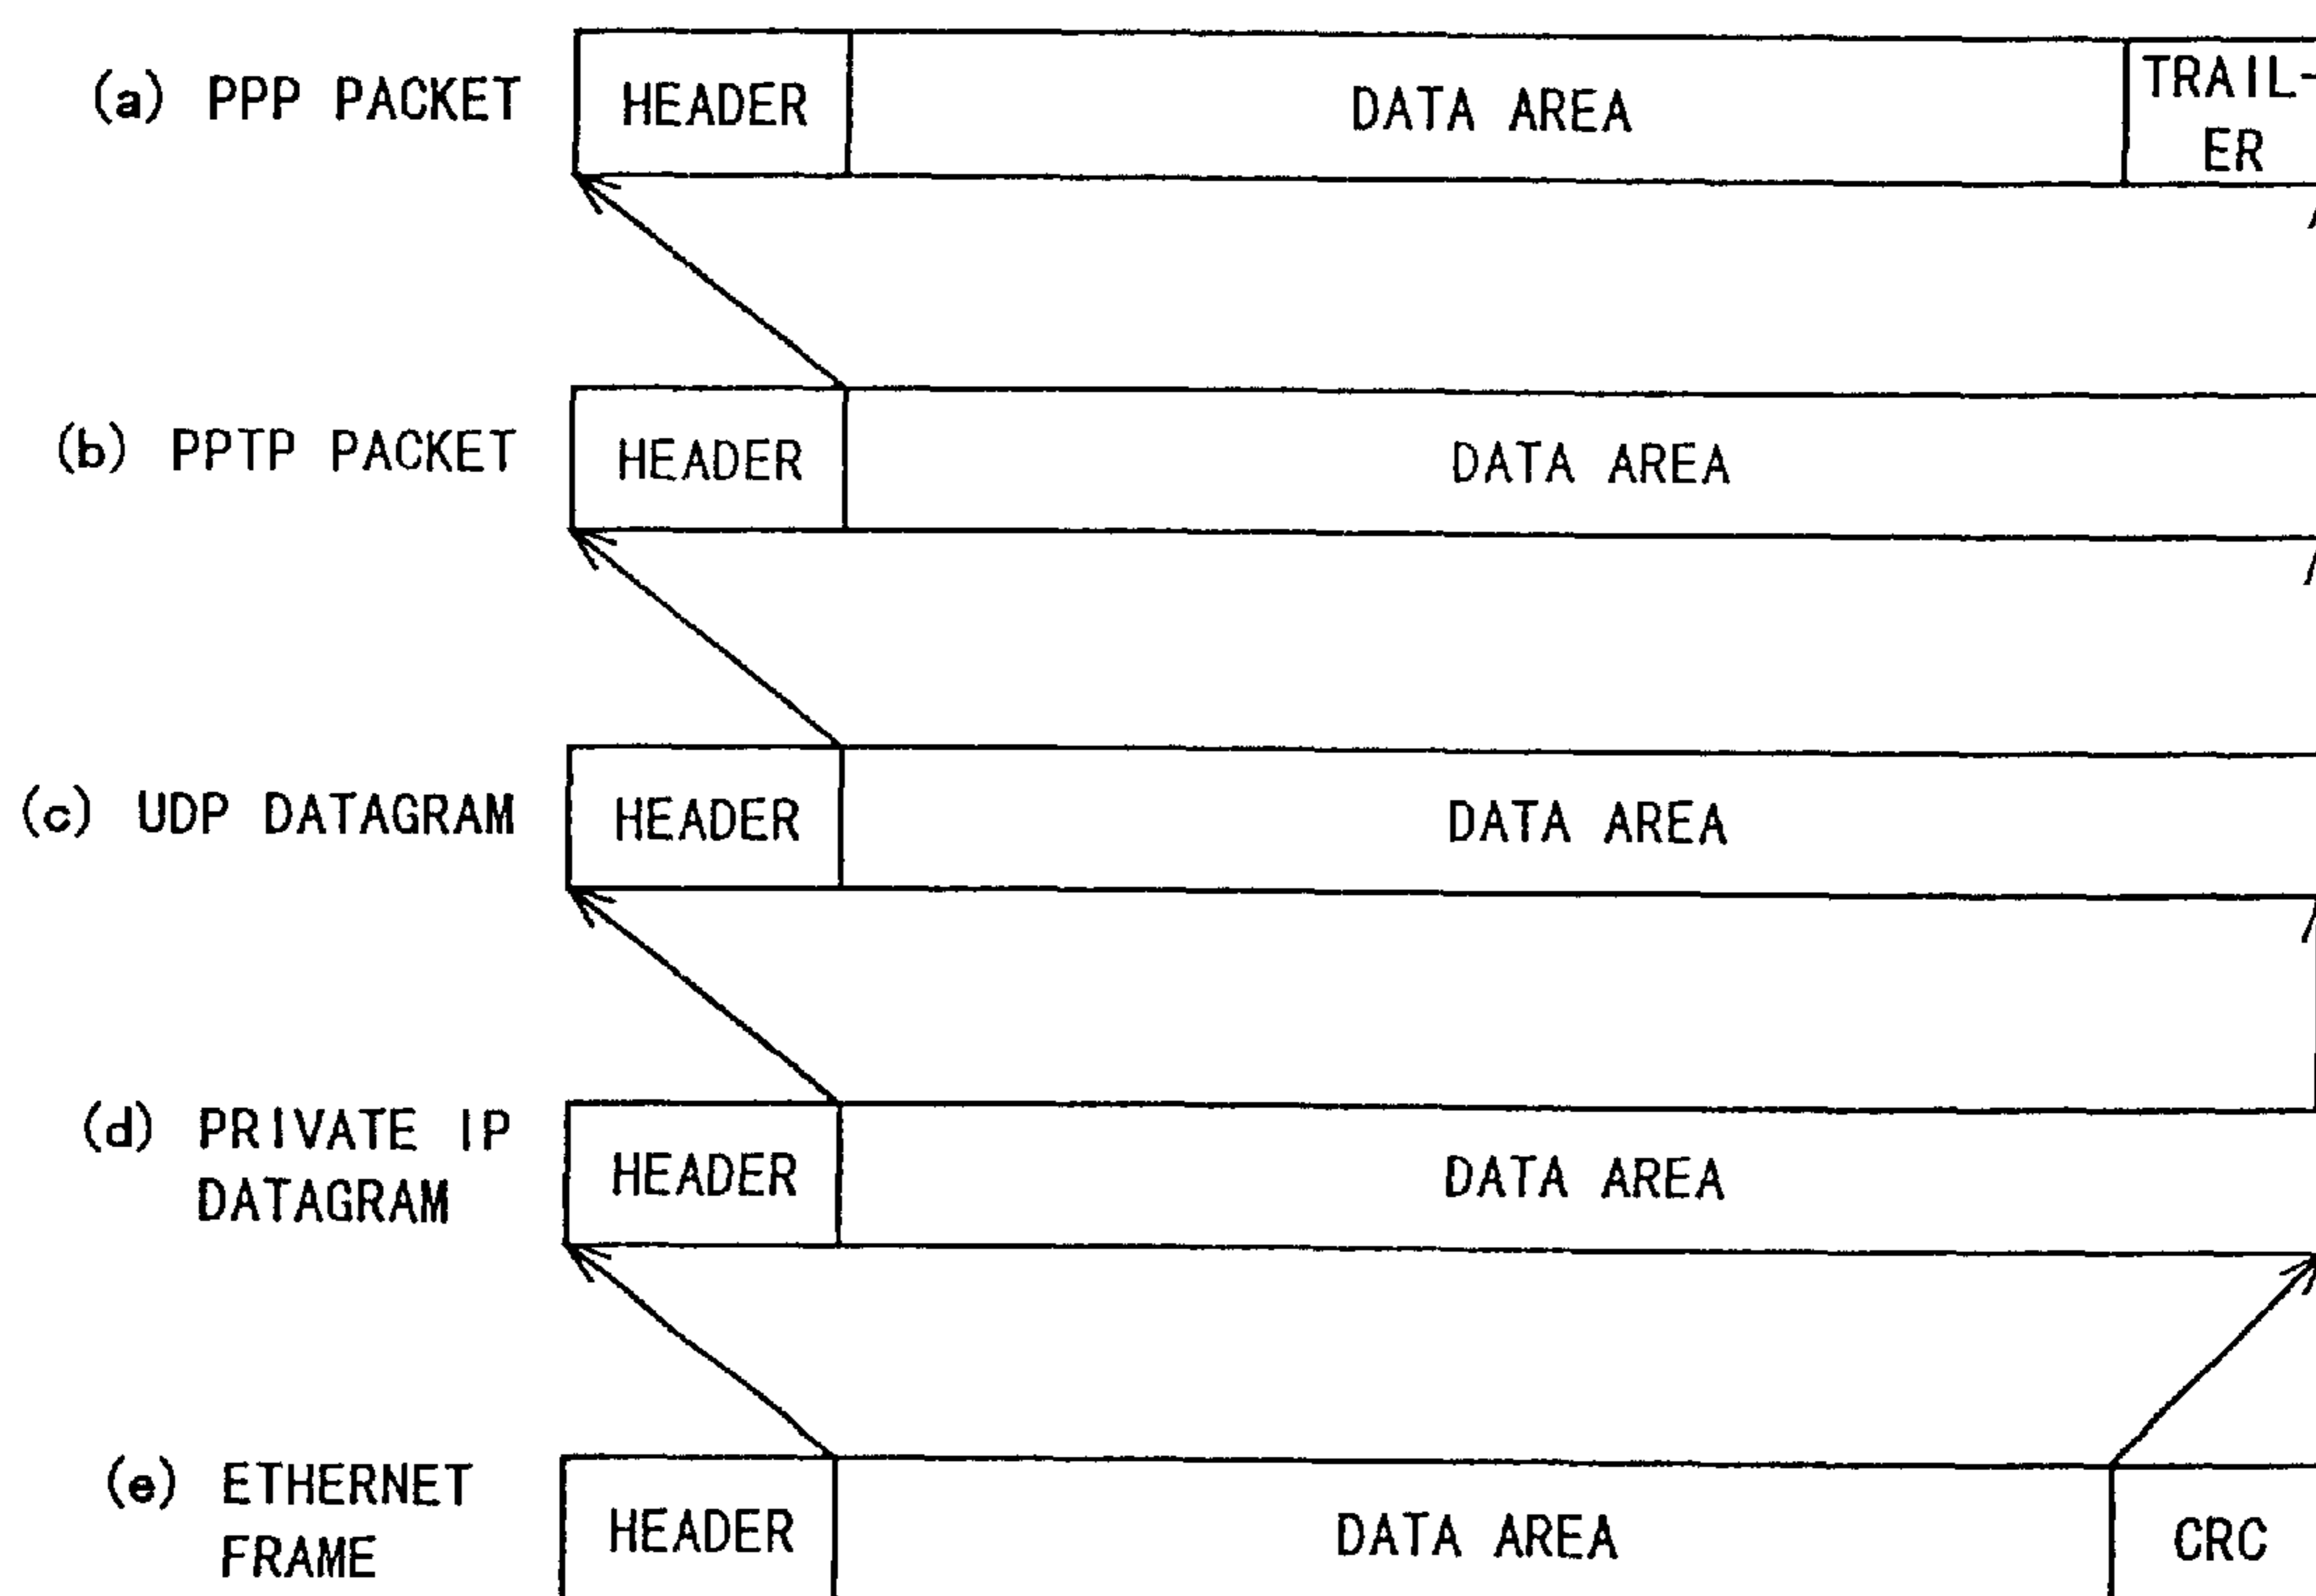 (a) PPP PACKET
HEADER
DATA AREA
TRAIL-
ER
(b) PPTP PACKET
HEADER
DATA AREA
(c) UDP DATAGRAM
HEADER
DATA AREA
(d) PRIVATE IP
DATAGRAM
HEADER
DATA AREA
(e) ETHERNET
FRAME
HEADER
DATA AREA
CRC